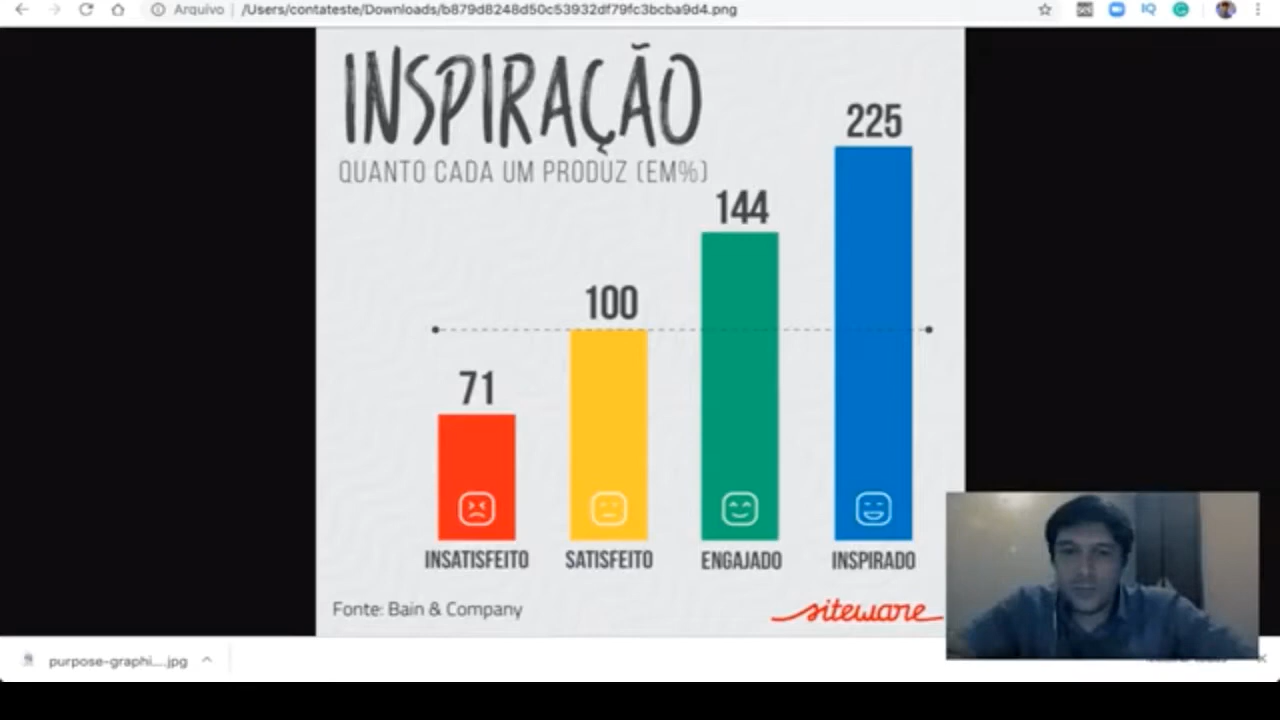 Arquivo
/Users/contateste/Downloads/b879d8248d50c53932df79fc3bcba9d4.png
IQ
INSPIRAÇÃO
QUANTO CADA UM PRODUZ (EM%)
225
144
100
71
INSATISFEITO
SATISFEITO
ENGAJADO
INSPIRADO
Fonte: Bain & Company
siteware
purpose-graphi....jpg